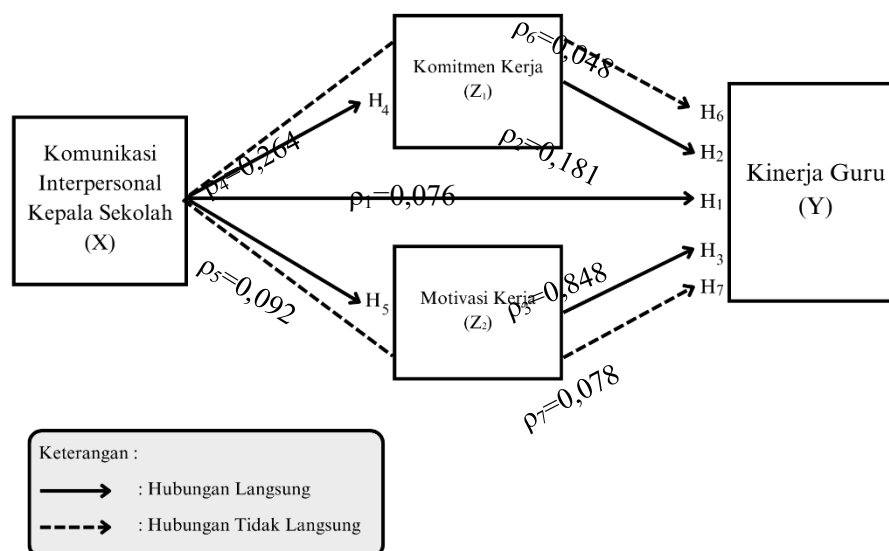 Komunikasi
Interpersonal
Kepala Sekolah
(X)
Komitmen Kerja
(Z₁)
Motivasi Kerja
(Z₂)
Kinerja Guru
(Y)
ρ₆=0,048
H₆
H₄
ρ₂=0,181
H₂
ρ₄=0,264
ρ₁=0,076
H₁
H₃
ρ₃=0,848
H₇
ρ₅=0,092
H₅
ρ₇=0,078
Keterangan :
: Hubungan Langsung
: Hubungan Tidak Langsung